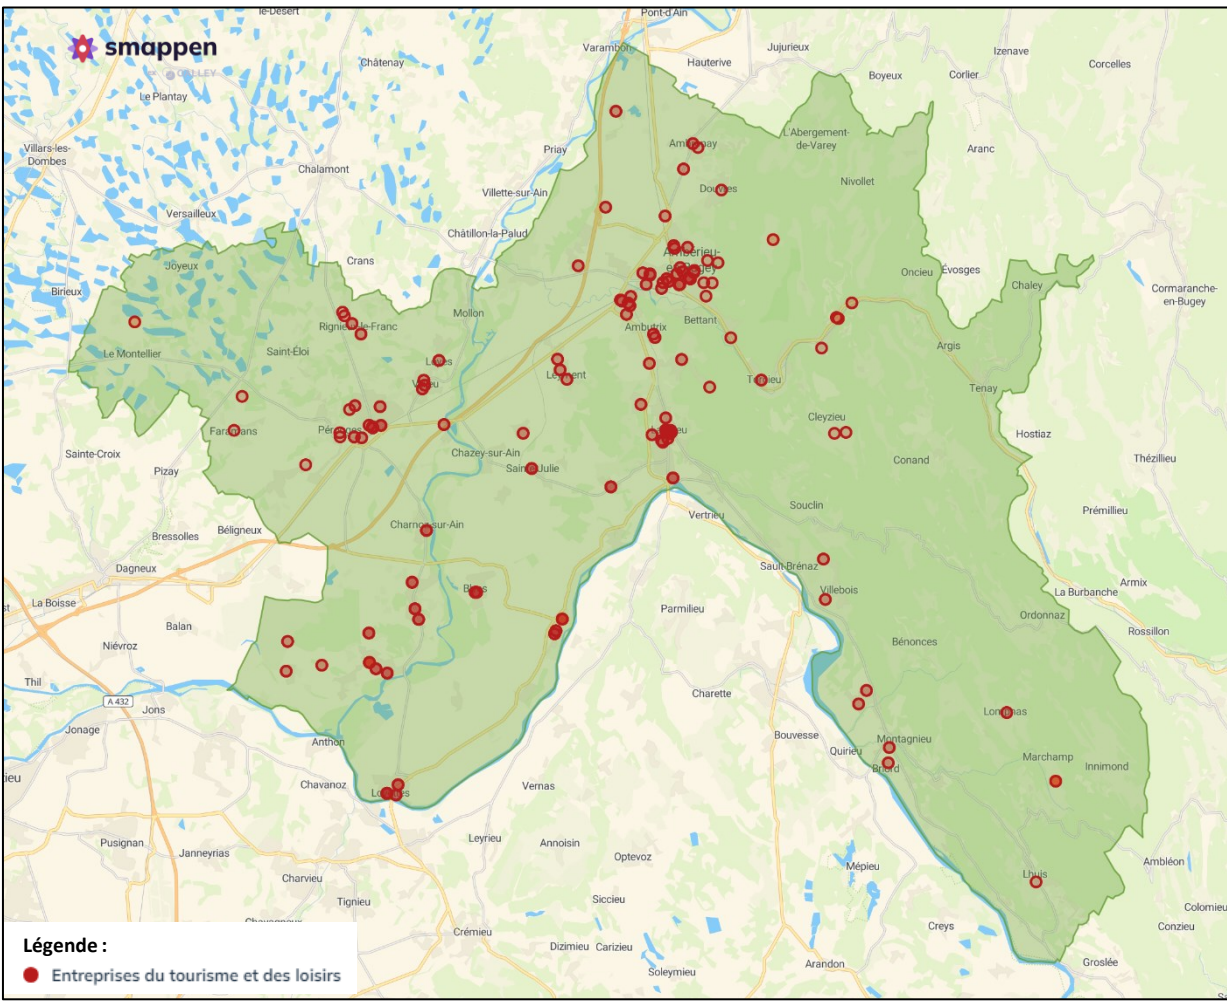 le-Désert
Pont-d'Ain
smappen
Varambon
Jujurieux
Izenave
Hauterive
Châtenay
Boyeux
Corlier
Corcelles
Le Plantay
L'Abergement-
de-Varey
Villars-les-
Dombes
Priay
Aranc
Chalamont
Douvres
Nivollet
Villette-sur-Ain
Versailleux
Châtillon-la-Palud
Crans
Joyeux
Oncieu
Évosges
Birieux
Chaley
Cormaranche-
en-Bugey
Mollon
Rignieux-le-Franc
Ambutrix
Bettant
Le Montellier
Saint-Éloi
Argis
Tenay
Cleyzieu
Faramans
Hostiaz
Sainte-Croix
Chazey-sur-Ain
Thézillieu
Pizay
Conand
Souclin
Prémillieu
Vertrieu
Béligneux
Bressolles
Sault-Brénaz
Dagneux
Villebois
Armix
La Burbanche
La Boisse
Parmilieu
Ordonnaz
Rossillon
Balan
Bénonces
Niévroz
Thil
Charette
A 432
Jons
Jonage
Bouvesse
Anthon
Montagnieu
Quirieu
Marchamp
Innimond
Chavanoz
Vernas
Leyrieu
Annoisin
Pusignan
Janneyrias
Optevoz
Mépieu
Ambléon
Lhuis
Charvieu
Siccieu
Tignieu
Colomieu
Creys
Conzieu
Crémieu
Dizimieu
Carizieu
Arandon
Groslée
Soleymieu
Légende :
Entreprises du tourisme et des loisirs